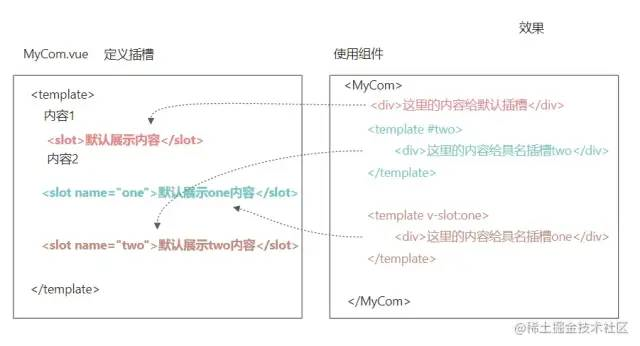 效果
MyCom.vue 定义插槽
使用组件
<template>
内容1
<slot>默认展示内容</slot>
内容2
<slot name="one">默认展示one内容</slot>
<slot name="two">默认展示two内容</slot>
</template>
<MyCom>
<div>这里的内容给默认插槽</div>
<template #two>
<div>这里的内容给具名插槽two</div>
</template>
<template v-slot:one>
<div>这里的内容给具名插槽one</div>
</template>
</MyCom>
@稀土掘金技术社区